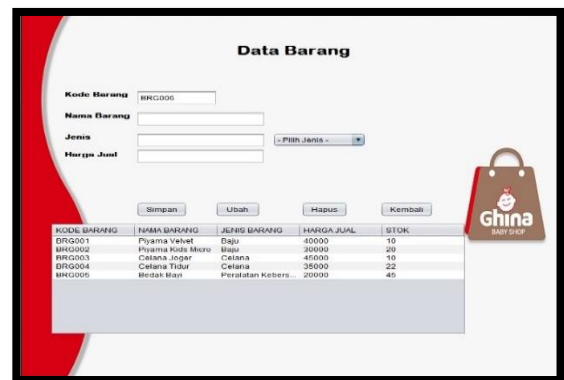 Data Barang
Kode Barang BRG006
Nama Barang
Jenis - Pilih Jenis -
Harga Jual
Simpan Ubah Hapus Kembali
Ghina
BABY SHOP
KODE BARANG NAMA BARANG JENIS BARANG HARGA JUAL STOK
BRG001 Piyama Velvet Baju 40000 10
BRG002 Piyama Kids Micro Baju 30000 20
BRG003 Celana Joger Celana 45000 10
BRG004 Celana Tidur Celana 35000 22
BRG005 Bedak Bayi Peralatan Kebers... 20000 45